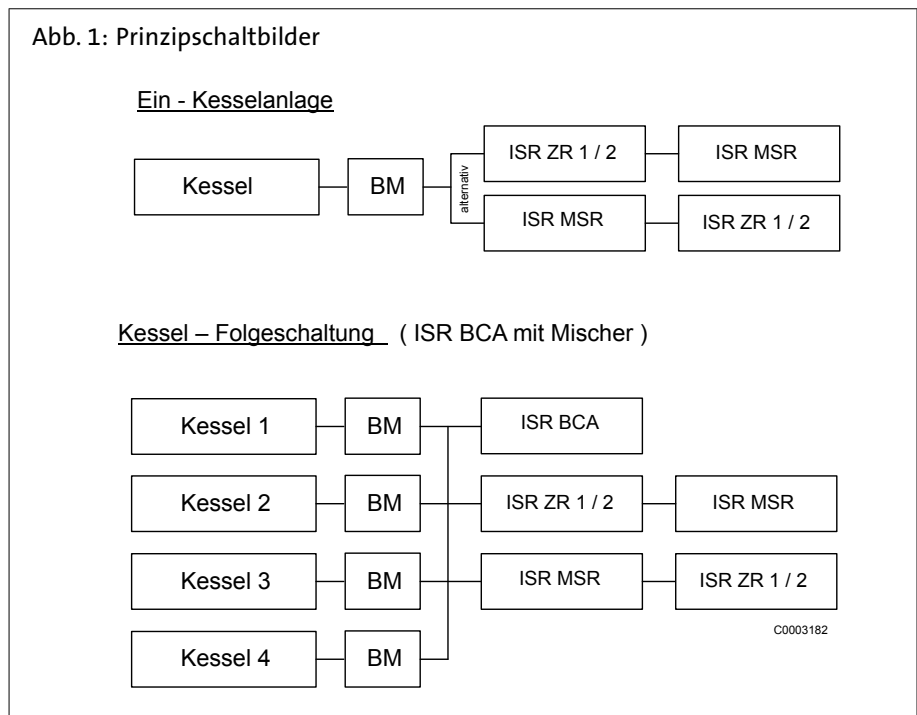 Abb. 1: Prinzipschaltbilder
Ein - Kesselanlage
Kessel
BM
alternativ
ISR ZR 1 / 2
ISR MSR
ISR MSR
ISR ZR 1 / 2
Kessel – Folgeschaltung ( ISR BCA mit Mischer )
Kessel 1
BM
ISR BCA
Kessel 2
BM
ISR ZR 1 / 2
ISR MSR
Kessel 3
BM
ISR MSR
ISR ZR 1 / 2
C0003182
Kessel 4
BM